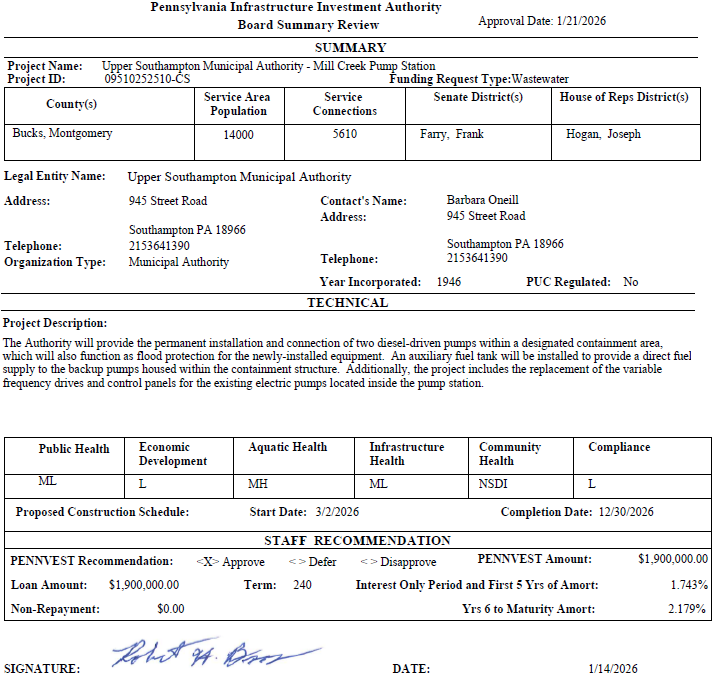 Pennsylvania Infrastructure Investment Authority
Board Summary Review
Approval Date: 1/21/2026
SUMMARY
Project Name: Upper Southampton Municipal Authority - Mill Creek Pump Station
Project ID: 09510252510-CS Funding Request Type:Wastewater
County(s) Service Area Population Service Connections Senate District(s) House of Reps District(s)
Bucks, Montgomery 14000 5610 Farry, Frank Hogan, Joseph
Legal Entity Name: Upper Southampton Municipal Authority
Address: 945 Street Road Contact's Name: Barbara Oneill
Address: 945 Street Road
Southampton PA 18966
Southampton PA 18966
Telephone: 2153641390
Telephone: 2153641390
Organization Type: Municipal Authority
Year Incorporated: 1946 PUC Regulated: No
TECHNICAL
Project Description:
The Authority will provide the permanent installation and connection of two diesel-driven pumps within a designated containment area,
which will also function as flood protection for the newly-installed equipment. An auxiliary fuel tank will be installed to provide a direct fuel
supply to the backup pumps housed within the containment structure. Additionally, the project includes the replacement of the variable
frequency drives and control panels for the existing electric pumps located inside the pump station.
Public Health Economic Development Aquatic Health Infrastructure Health Community Health Compliance
ML L MH ML NSDI L
Proposed Construction Schedule: Start Date: 3/2/2026 Completion Date: 12/30/2026
STAFF RECOMMENDATION
PENNVEST Recommendation: <X> Approve < > Defer < > Disapprove PENNVEST Amount: $1,900,000.00
Loan Amount: $1,900,000.00 Term: 240 Interest Only Period and First 5 Yrs of Amort: 1.743%
Non-Repayment: $0.00 Yrs 6 to Maturity Amort: 2.179%
SIGNATURE: Robert H. DATE: 1/14/2026